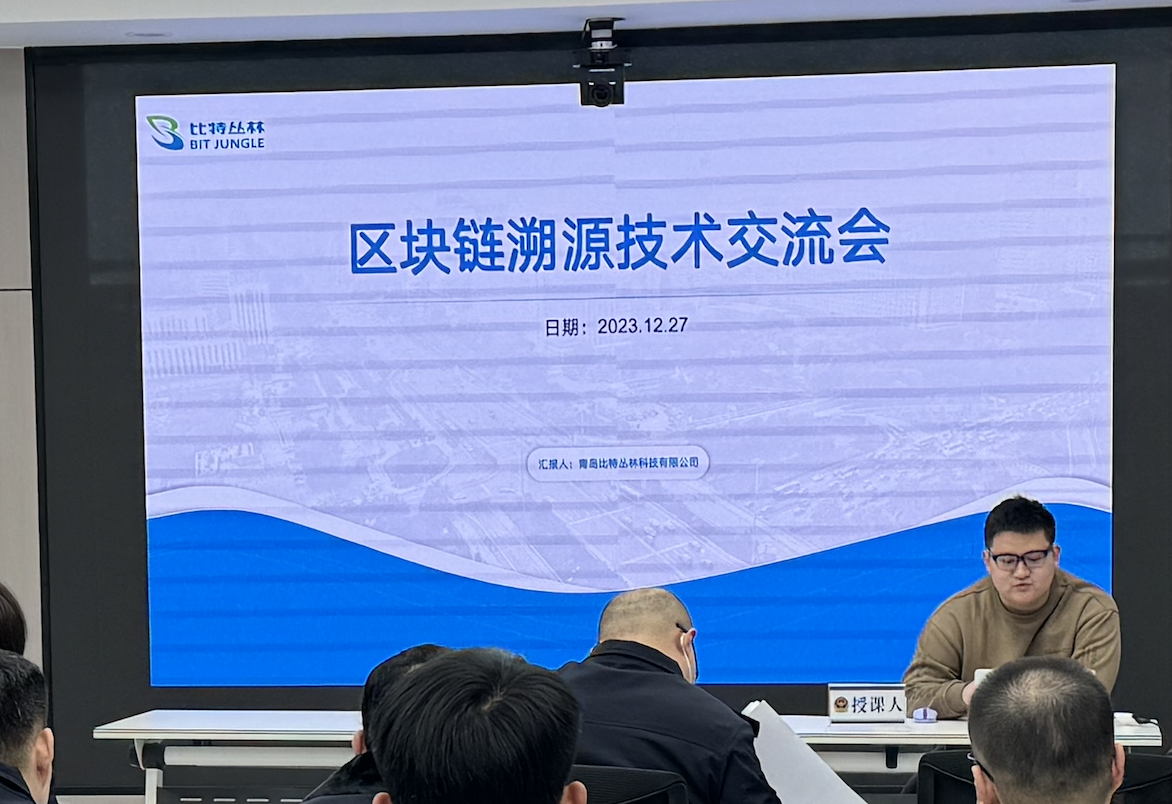 比特丛林
BIT JUNGLE
区块链溯源技术交流会
日期：2023.12.27
汇报人：青岛比特丛林科技有限公司
授课人